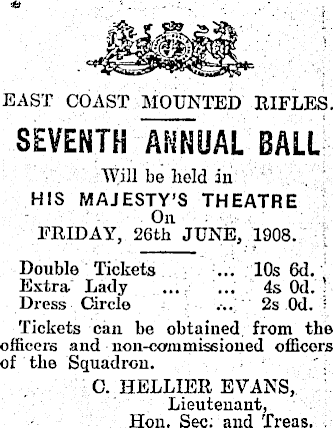 EAST COAST MOUNTED RIFLES.
SEVENTH ANNUAL BALL
Will be held in
HIS MAJESTY'S THEATRE
On
FRIDAY, 26th JUNE, 1908.
Double Tickets ... 10s 6d.
Extra Lady ... ... 4s 0d.
Dress Circle ... 2s 0d.
Tickets can be obtained from the
officers and non-commissioned officers
of the Squadron.
C. HELLIER EVANS,
Lieutenant,
Hon. Sec. and Treas.